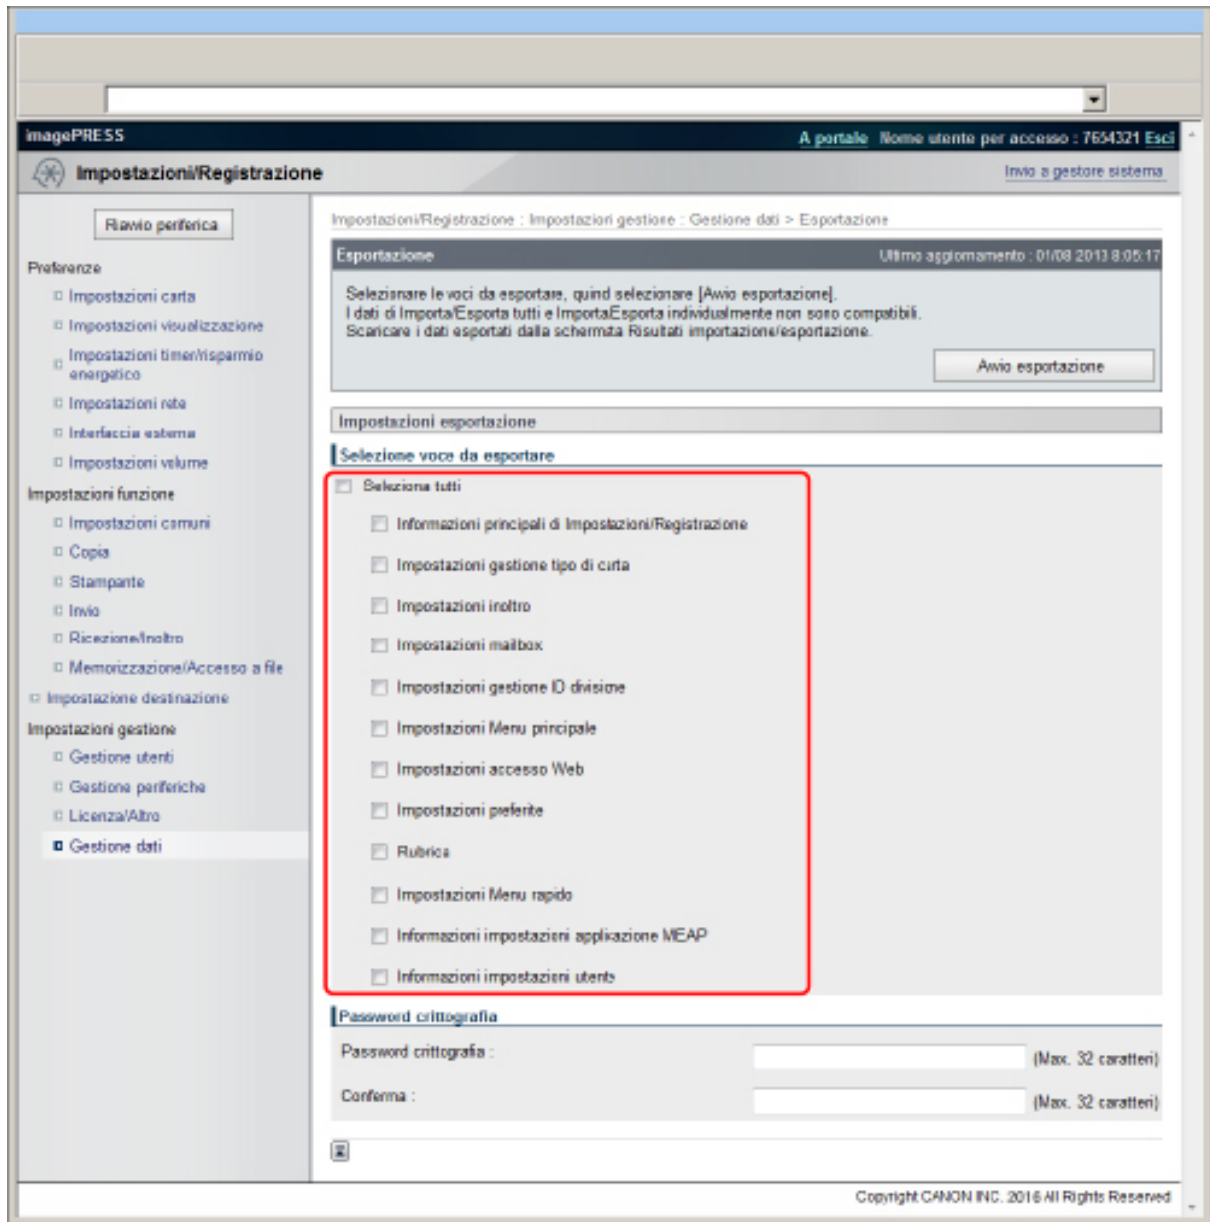 imagePRESS
A portale Nome utente per accesso : 7654321 Esci
Impostazioni/Registrazione
Invio a gestore sistema
Riavvio periferica
Preferenze
Impostazioni carta
Impostazioni visualizzazione
Impostazioni timer/risparmio
energetico
Impostazioni rete
Interfaccia esterna
Impostazioni volume
Impostazioni funzione
Impostazioni comuni
Copia
Stampante
Invio
Ricezione/Inoltro
Memorizzazione/Accesso a file
Impostazione destinazione
Impostazioni gestione
Gestione utenti
Gestione periferiche
Licenza/Altro
Gestione dati
Impostazioni/Registrazione : Impostazioni gestione : Gestione dati > Esportazione
Esportazione
Ultimo aggiornamento : 01/08 2013 8:05:17
Selezionare le voci da esportare, quind selezionare [Avvio esportazione].
I dati di Importa/Esporta tutti e Importa/Esporta individualmente non sono compatibili.
Scaricare i dati esportati dalla schermata Risultati importazione/esportazione.
Avvio esportazione
Impostazioni esportazione
Selezione voce da esportare
Seleziona tutti
Informazioni principali di Impostazioni/Registrazione
Impostazioni gestione tipo di carta
Impostazioni inoltro
Impostazioni mailbox
Impostazioni gestione ID divisione
Impostazioni Menu principale
Impostazioni accesso Web
Impostazioni preferite
Rubrica
Impostazioni Menu rapido
Informazioni impostazioni applicazione MEAP
Informazioni impostazioni utente
Password crittografia
Password crittografia :
(Max. 32 caratteri)
Conferma :
(Max. 32 caratteri)
Copyright CANON INC. 2016 All Rights Reserved